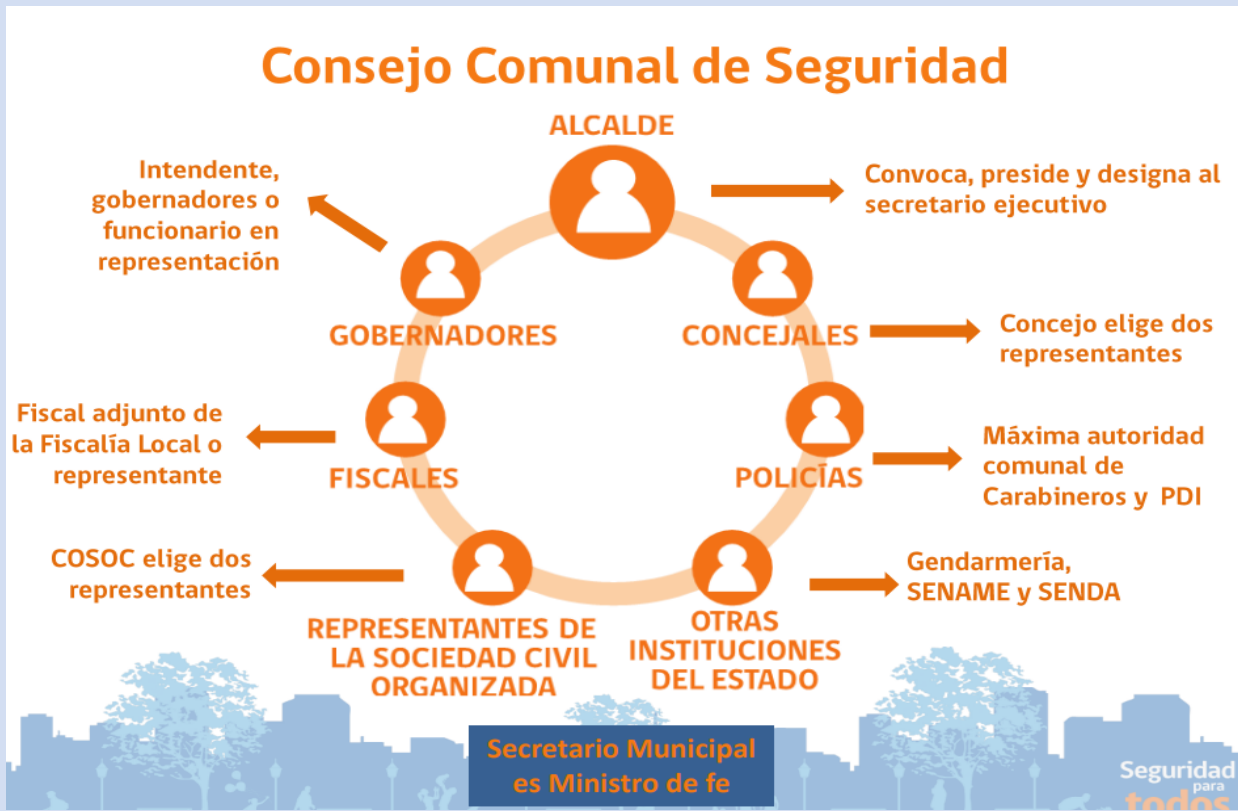 Consejo Comunal de Seguridad
ALCALDE
Convoca, preside y designa al
secretario ejecutivo
Intendente,
gobernadores o
funcionario en
representación
GOBERNADORES
CONCEJALES
Concejo elige dos
representantes
Fiscal adjunto de
la Fiscalía Local o
representante
FISCALES
POLICÍAS
Máxima autoridad
comunal de
Carabineros y PDI
COSOC elige dos
representantes
REPRESENTANTES DE
LA SOCIEDAD CIVIL
ORGANIZADA
OTRAS
INSTITUCIONES
DEL ESTADO
Gendarmería,
SENAME y SENDA
Secretario Municipal
es Ministro de fe
Seguridad
para
todos